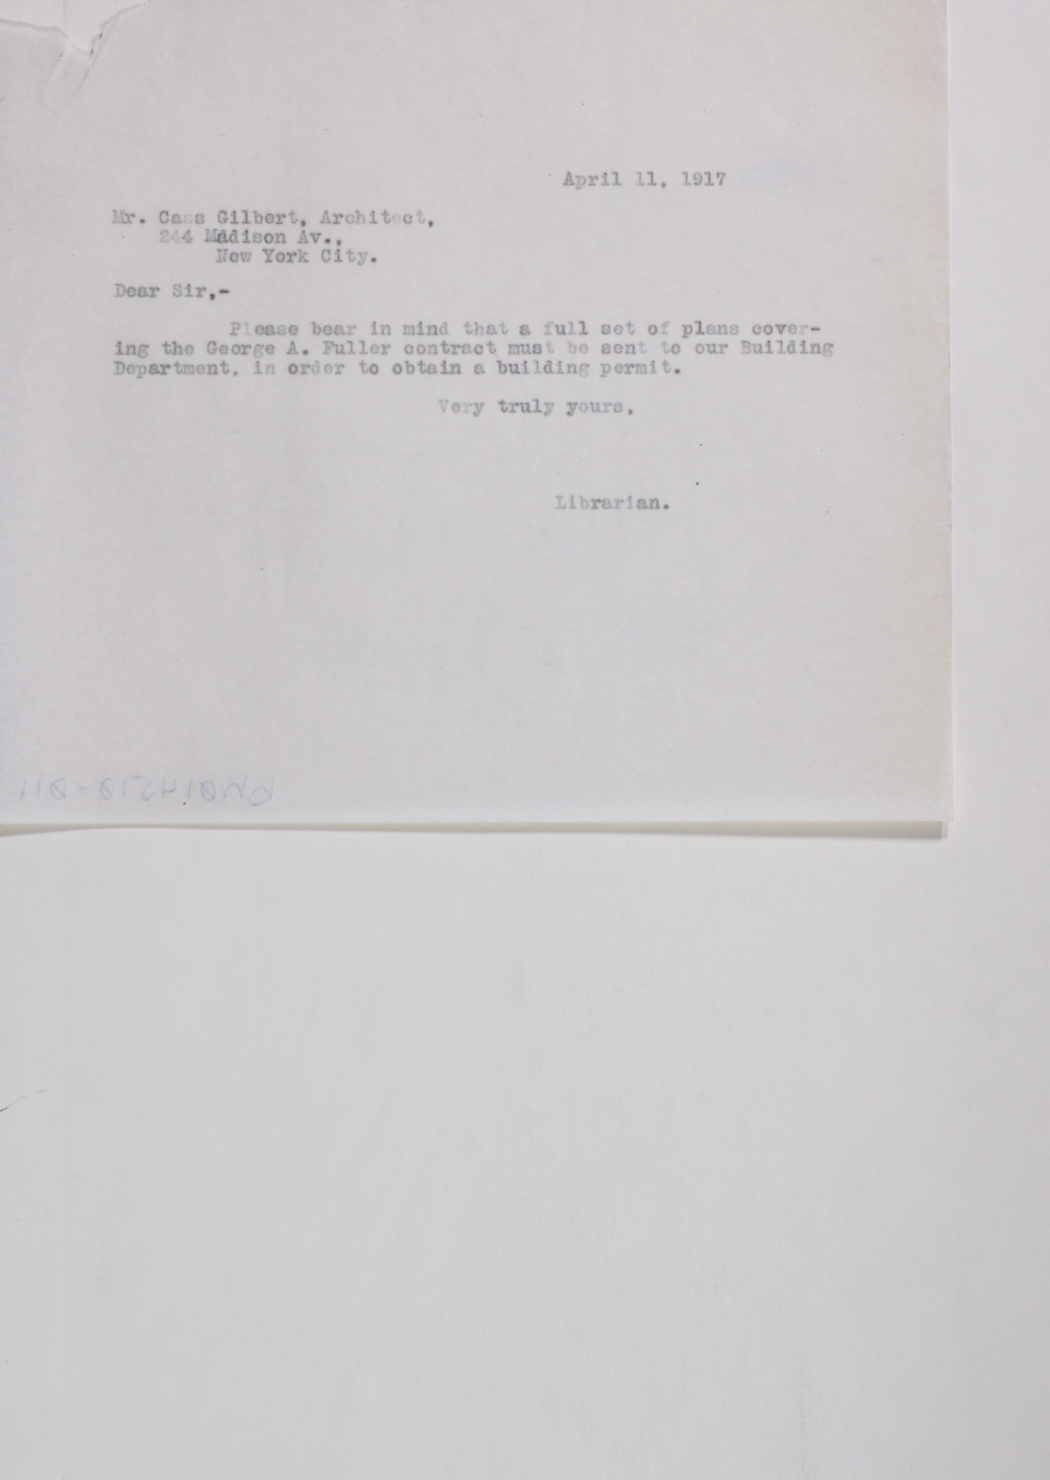 April 11, 1917
Mr. Cass Gilbert, Architect,
244 Madison Av.,
New York City.
Dear Sir,-
Please bear in mind that a full set of plans cover-
ing the George A. Fuller contract must be sent to our Building
Department, in order to obtain a building permit.
Very truly yours,
Librarian.